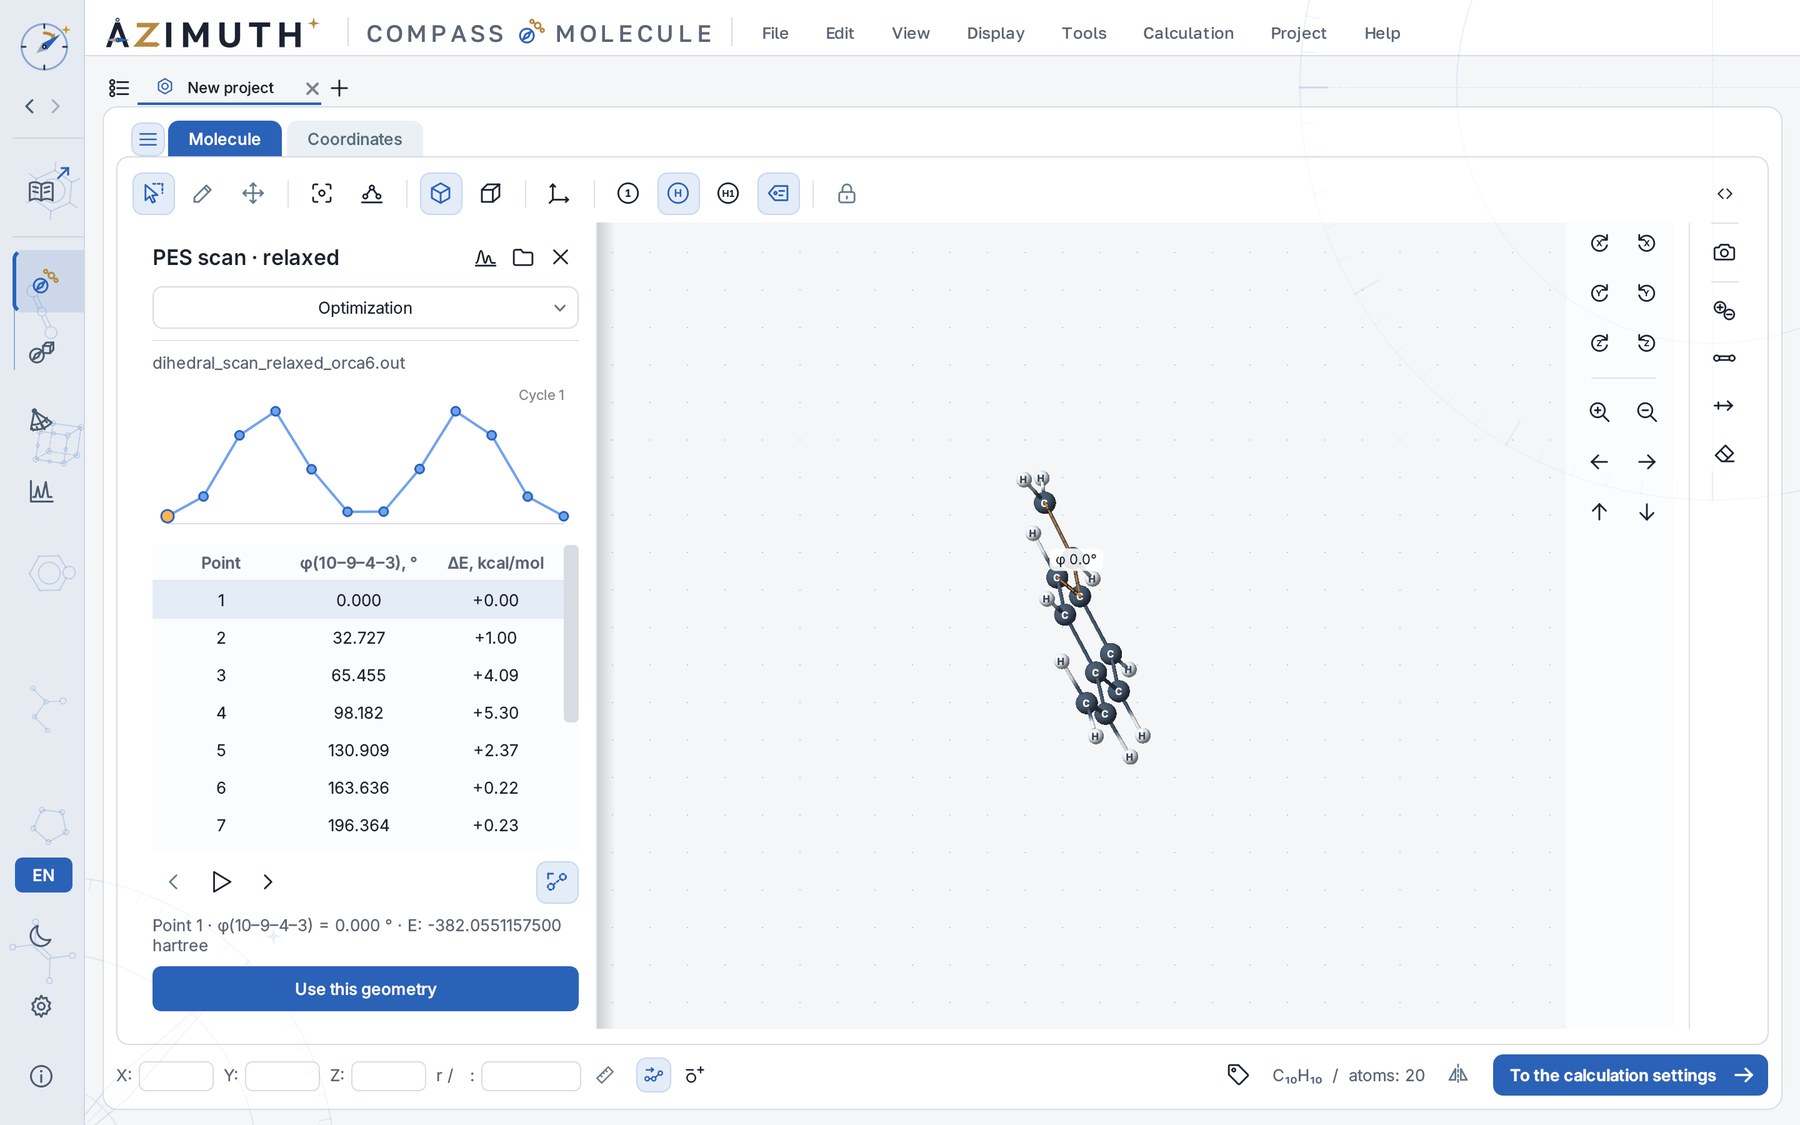 AZIMUTH
COMPASS MOLECULE
File Edit View Display Tools Calculation Project Help
New project
Molecule Coordinates
1 H H1
PES scan · relaxed
Optimization
dihedral_scan_relaxed_orca6.out
Cycle 1
Point φ(10–9–4–3), ° ΔE, kcal/mol
1 0.000 +0.00
2 32.727 +1.00
3 65.455 +4.09
4 98.182 +5.30
5 130.909 +2.37
6 163.636 +0.22
7 196.364 +0.23
Point 1 · φ(10–9–4–3) = 0.000 ° · E: -382.0551157500
hartree
Use this geometry
H H
C
H
φ 0.0°
C H
H C
C
H C
C H
C
C C
H H
H
X X
Y Y
Z Z
EN
X: Y: Z: r / :
C₁₀H₁₀ / atoms: 20
To the calculation settings